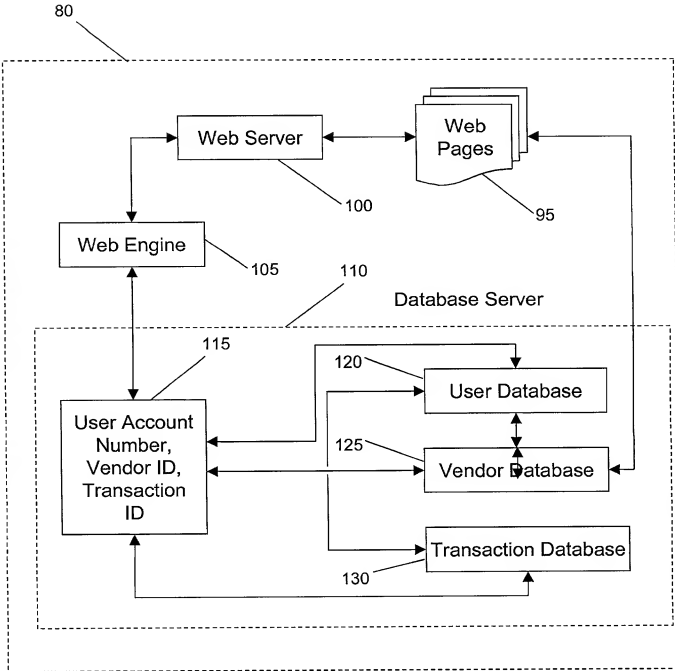 80
Web Server
Web
Pages
100
95
Web Engine
105
110
Database Server
115
120
User Database
User Account
Number,
Vendor ID,
Transaction
ID
125
Vendor Database
Transaction Database
130